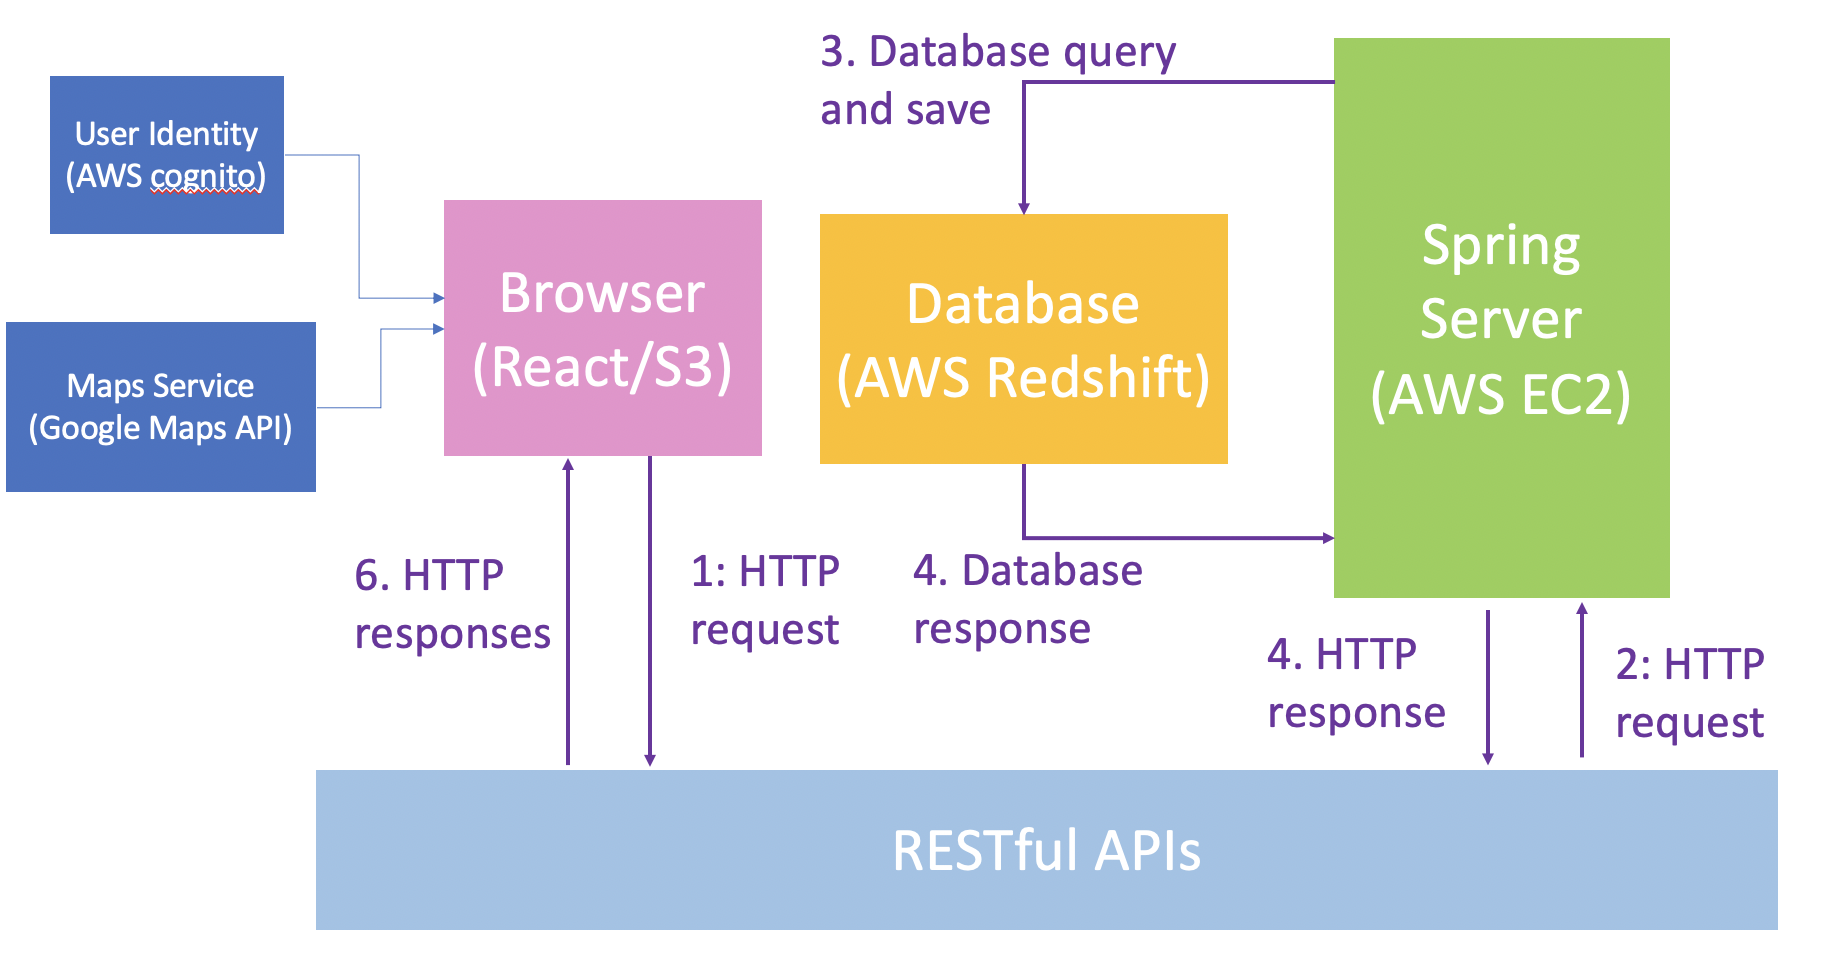 3. Database query
and save
User Identity
(AWS cognito)
Browser
(React/S3)
Database
(AWS Redshift)
Spring
Server
(AWS EC2)
Maps Service
(Google Maps API)
6. HTTP
responses
1: HTTP
request
4. Database
response
4. HTTP
response
2: HTTP
request
RESTful APIs